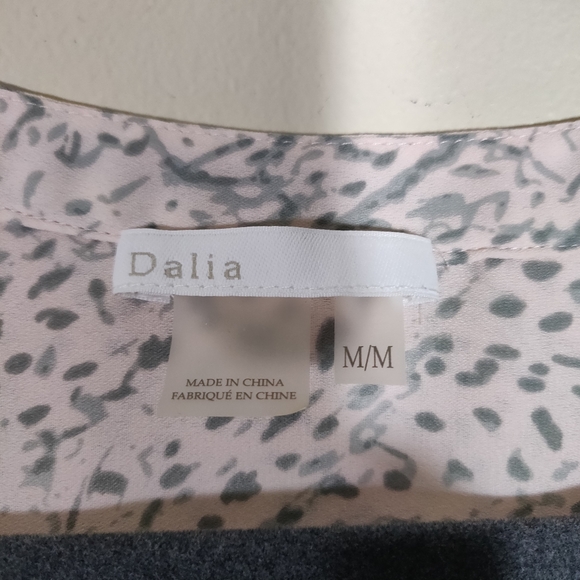 Dalia
M/M
MADE IN CHINA
FABRIQUÉ EN CHINE